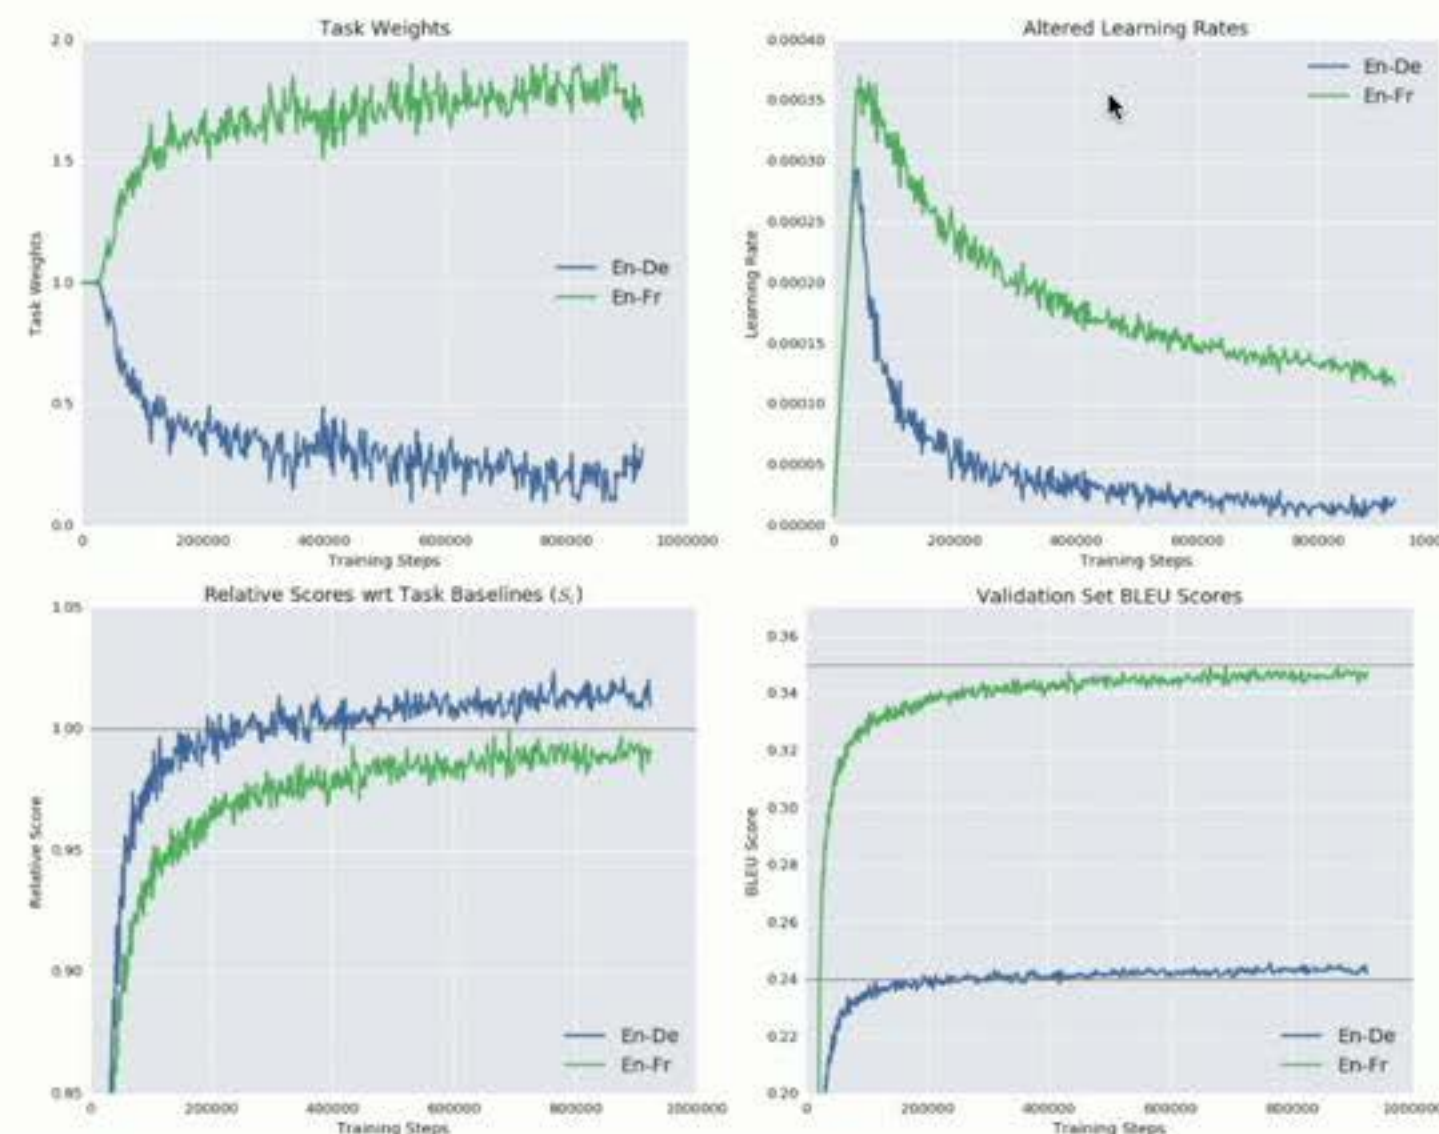 Task Weights
2.0
1.5
1.0
0.5
0.0
Task Weights
En-De
En-Fr
0 200000 400000 600000 800000 1000000
Training Steps
Altered Learning Rates
0.00040
0.00035
0.00030
0.00025
0.00020
0.00015
0.00010
0.00005
0.00000
Learning Rate
En-De
En-Fr
0 200000 400000 600000 800000
Training Steps
Relative Scores wrt Task Baselines (Sᵢ)
1.05
1.00
0.95
0.90
0.85
Relative Score
En-De
En-Fr
0 200000 400000 600000 800000 1000000
Training Steps
Validation Set BLEU Scores
0.36
0.34
0.32
0.30
0.28
0.26
0.24
0.22
0.20
BLEU Score
En-De
En-Fr
0 200000 400000 600000 800000
Training Steps